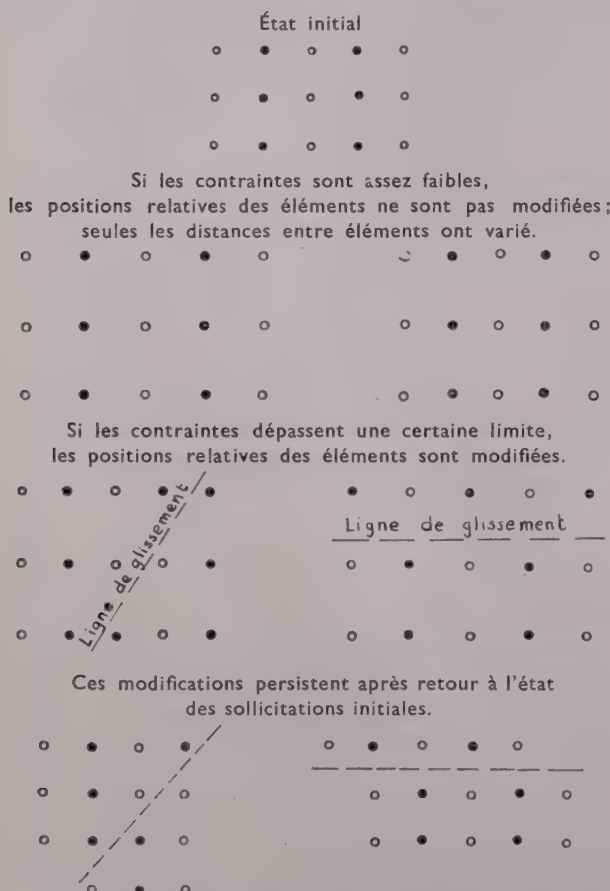 État initial
Si les contraintes sont assez faibles,
les positions relatives des éléments ne sont pas modifiées;
seules les distances entre éléments ont varié.
Si les contraintes dépassent une certaine limite,
les positions relatives des éléments sont modifiées.
Ligne de glissement
Ligne de glissement
Ces modifications persistent après retour à l'état
des sollicitations initiales.